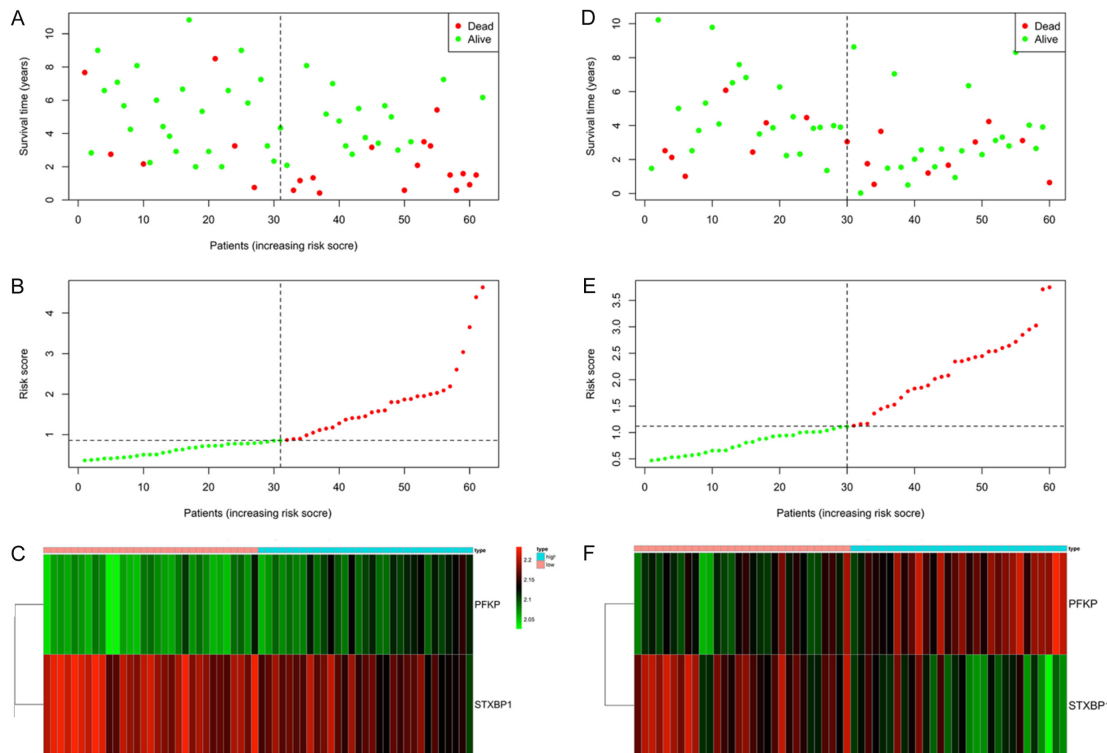 A
Survival time (years)
10
8
6
4
2
0
Dead
Alive
0 10 20 30 40 50 60
Patients (increasing risk socre)
D
Survival time (years)
10
8
6
4
2
0
Dead
Alive
0 10 20 30 40 50 60
B
Risk score
4
3
2
1
0 10 20 30 40 50 60
Patients (increasing risk socre)
E
Risk score
3.5
3.0
2.5
2.0
1.5
1.0
0.5
0 10 20 30 40 50 60
Patients (increasing risk socre)
C
type
PFKP
STXBP1
2.2
2.15
2.1
2.05
type
high
low
F
type
PFKP
STXBP1